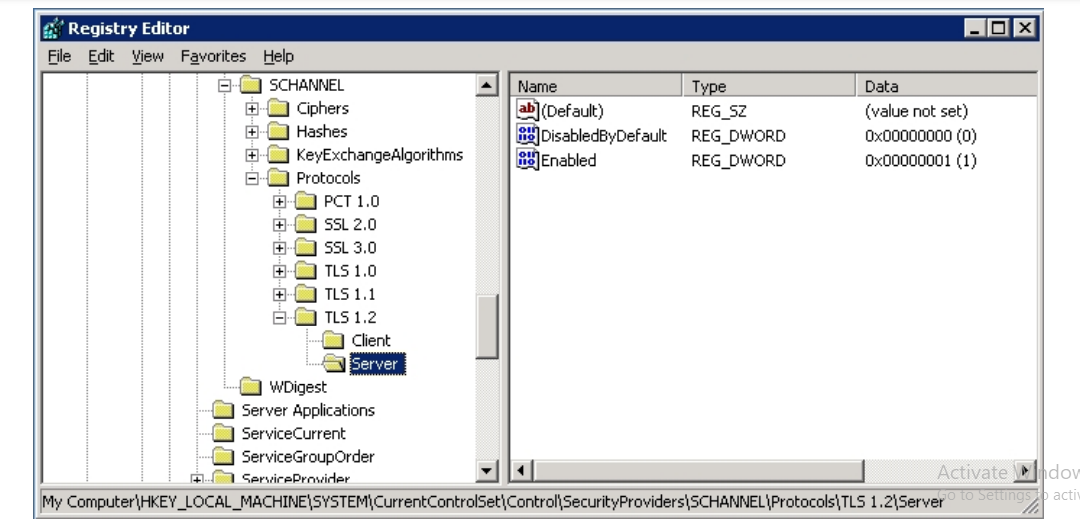 Registry Editor
File Edit View Favorites Help
SCHANNEL
Ciphers
Hashes
KeyExchangeAlgorithms
Protocols
PCT 1.0
SSL 2.0
SSL 3.0
TLS 1.0
TLS 1.1
TLS 1.2
Client
Server
WDigest
Server Applications
ServiceCurrent
ServiceGroupOrder
ServiceProvider
Name Type Data
ab (Default) REG_SZ (value not set)
DisabledByDefault REG_DWORD 0x00000000 (0)
Enabled REG_DWORD 0x00000001 (1)
Activate Window
Go to Settings to activ
My Computer\HKEY_LOCAL_MACHINE\SYSTEM\CurrentControlSet\Control\SecurityProviders\SCHANNEL\Protocols\TLS 1.2\Server